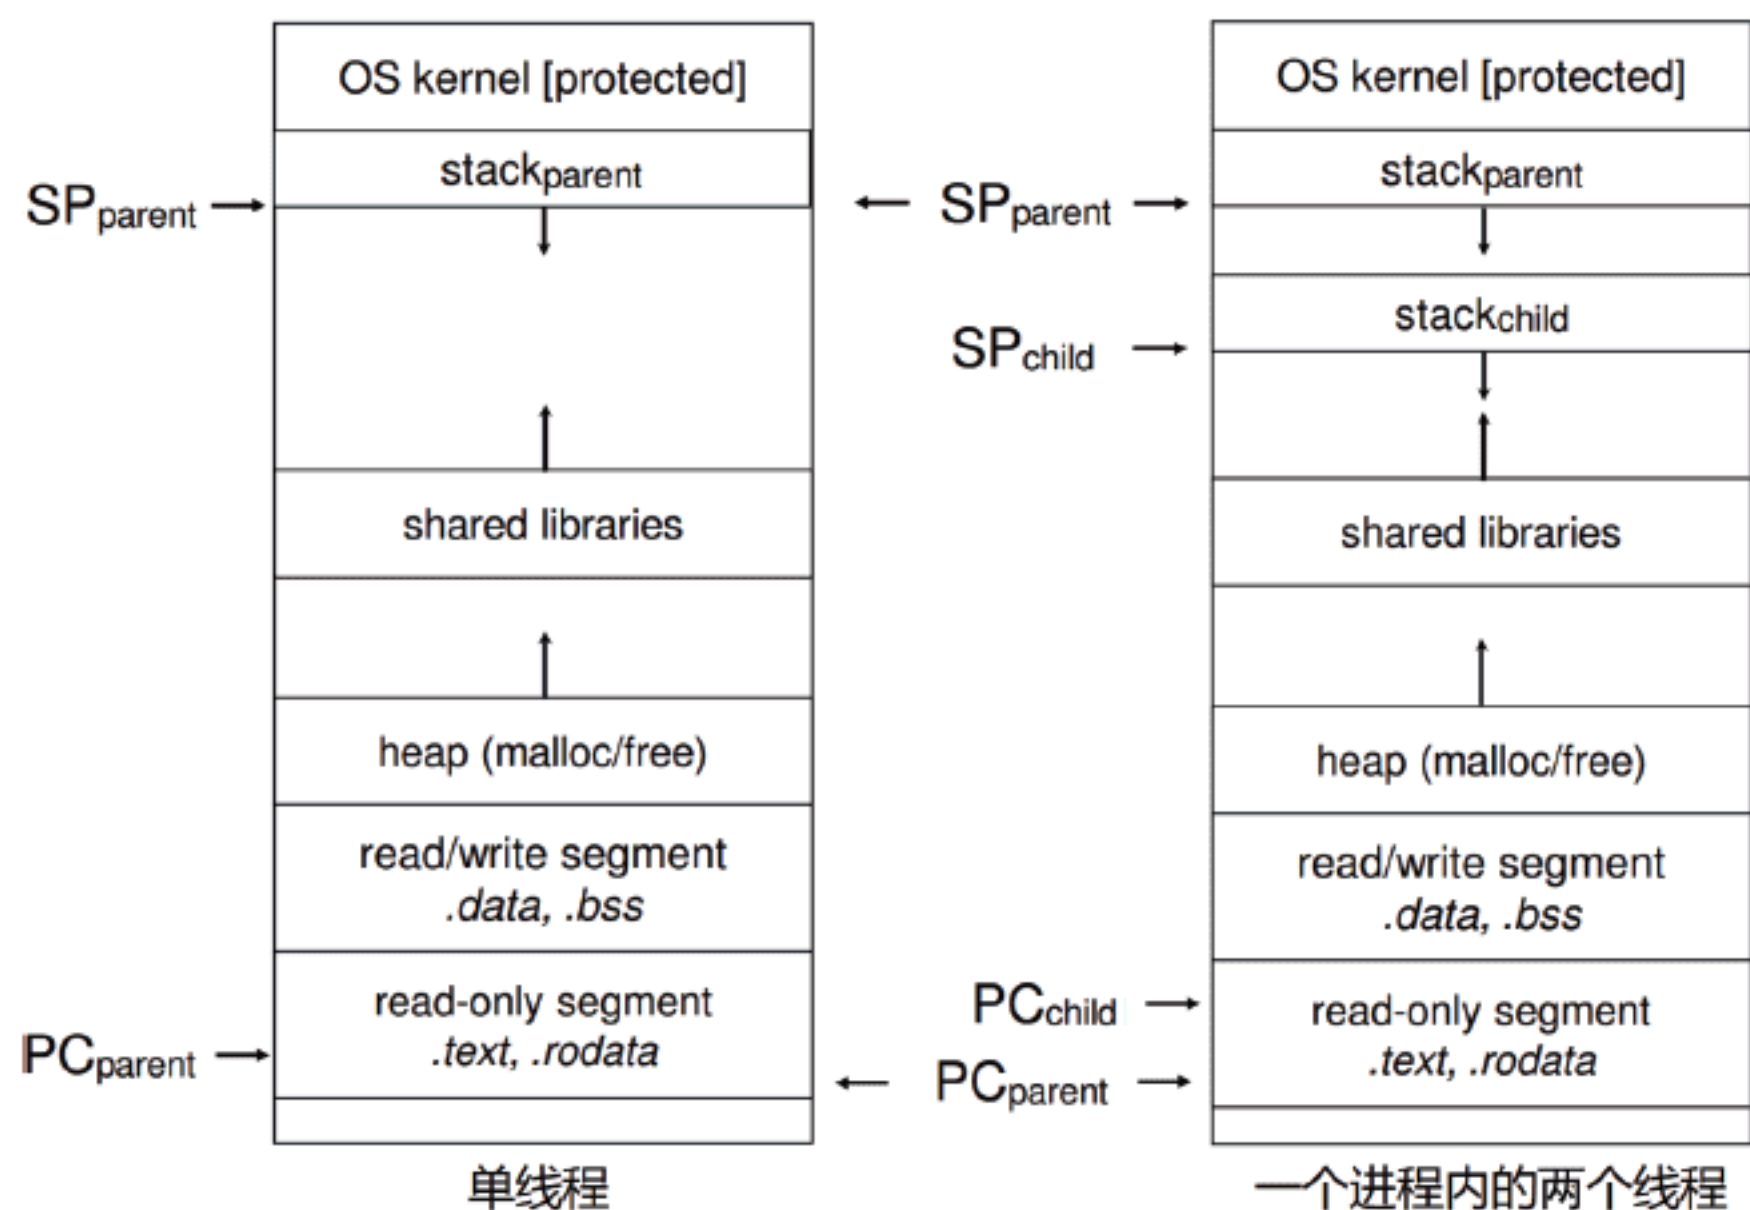 OS kernel [protected]
stackparent
SPparent
shared libraries
heap (malloc/free)
read/write segment
.data, .bss
read-only segment
.text, .rodata
PCparent
单线程
OS kernel [protected]
stackparent
SPparent
stackchild
SPchild
shared libraries
heap (malloc/free)
read/write segment
.data, .bss
PCchild
read-only segment
.text, .rodata
PCparent
一个进程内的两个线程